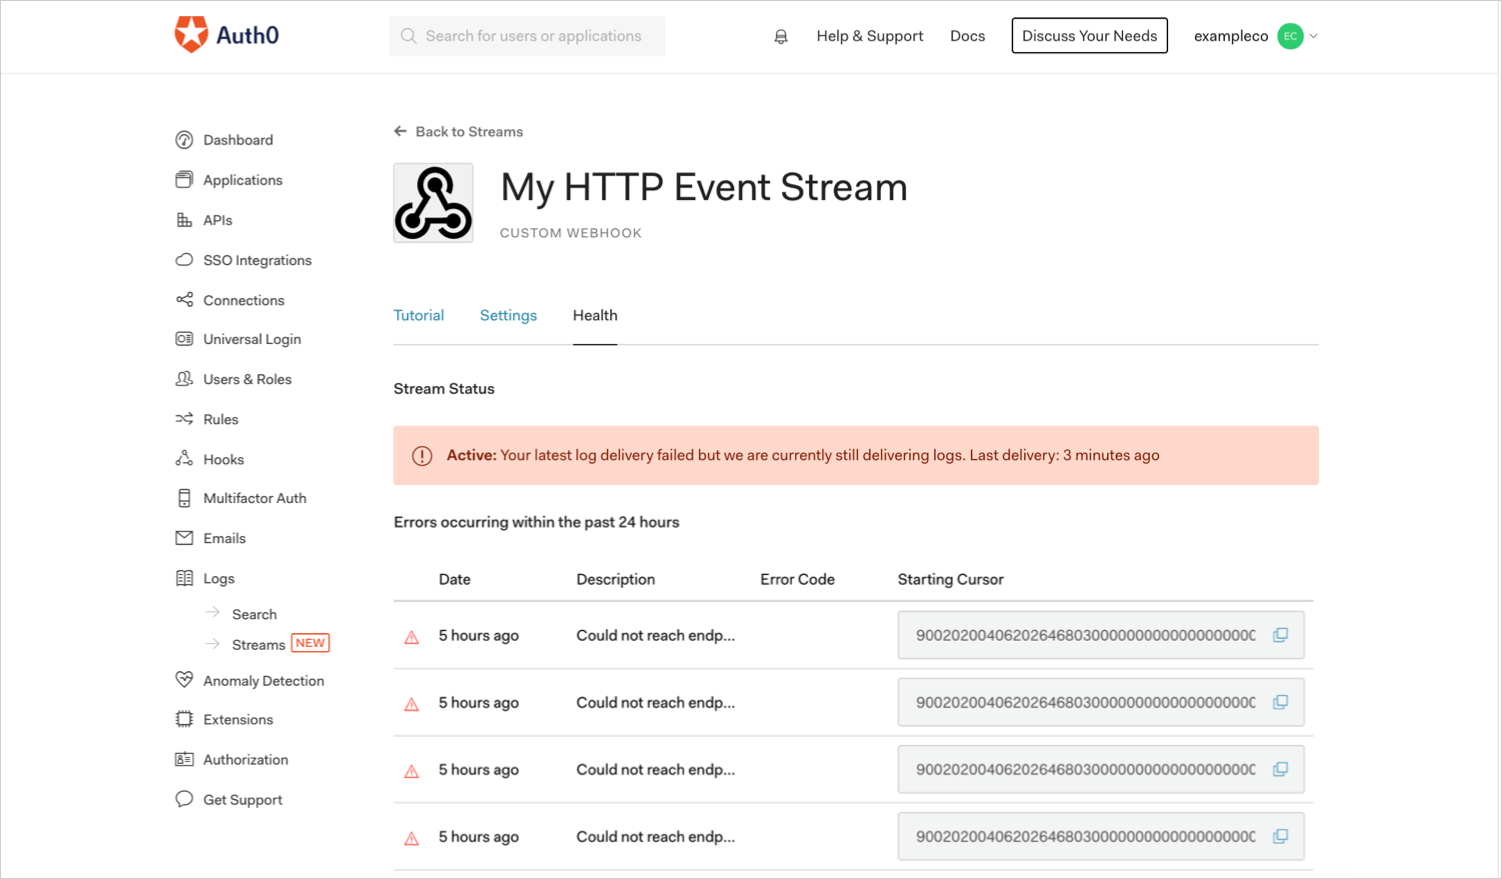 Auth0
Search for users or applications
Help & Support
Docs
Discuss Your Needs
exampleco
EC
Dashboard
Applications
APIs
SSO Integrations
Connections
Universal Login
Users & Roles
Rules
Hooks
Multifactor Auth
Emails
Logs
Search
Streams NEW
Anomaly Detection
Extensions
Authorization
Get Support
Back to Streams
My HTTP Event Stream
CUSTOM WEBHOOK
Tutorial Settings Health
Stream Status
Active: Your latest log delivery failed but we are currently still delivering logs. Last delivery: 3 minutes ago
Errors occurring within the past 24 hours
Date Description Error Code Starting Cursor
5 hours ago Could not reach endp...
5 hours ago Could not reach endp...
5 hours ago Could not reach endp...
5 hours ago Could not reach endp...